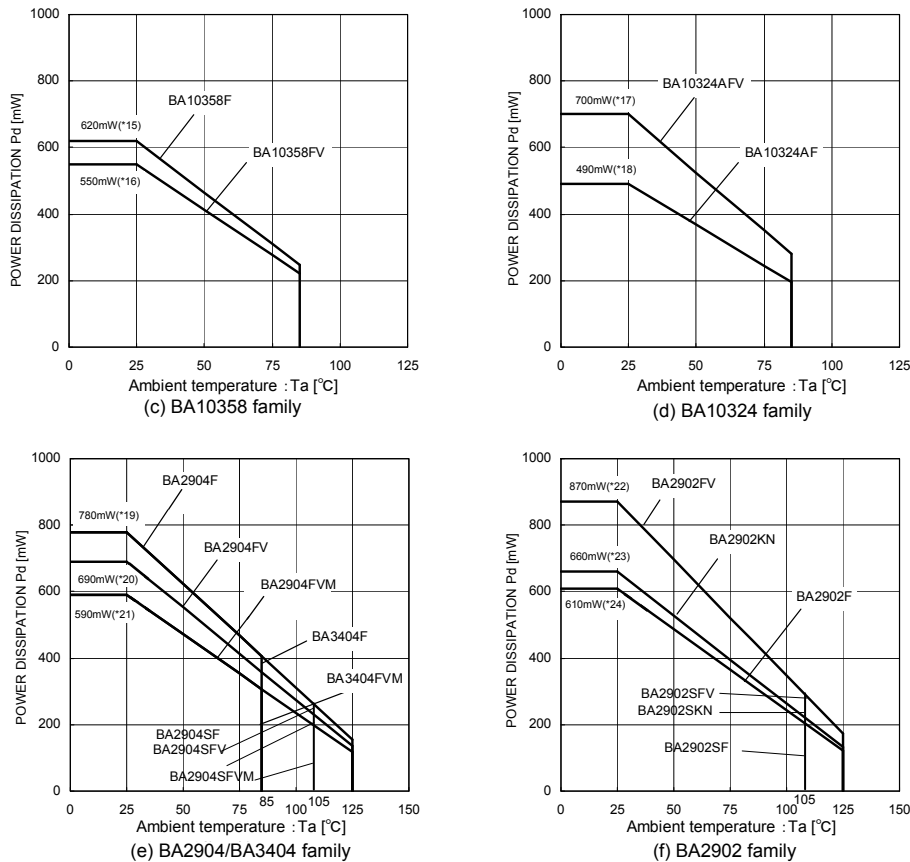 1000
800
600
400
200
0
POWER DISSIPATION Pd [mW]
620mW(*15)
550mW(*16)
BA10358F
BA10358FV
0 25 50 75 100 125
Ambient temperature : Ta [℃]
(c) BA10358 family
1000
800
600
400
200
0
POWER DISSIPATION Pd [mW]
700mW(*17)
490mW(*18)
BA10324AFV
BA10324AF
0 25 50 75 100 125
Ambient temperature : Ta [℃]
(d) BA10324 family
1000
800
600
400
200
0
POWER DISSIPATION Pd [mW]
780mW(*19)
690mW(*20)
590mW(*21)
BA2904F
BA2904FV
BA2904FVM
BA3404F
BA3404FVM
BA2904SF
BA2904SFV
BA2904SFVM
0 25 50 75 85 100 105 125 150
Ambient temperature : Ta [℃]
(e) BA2904/BA3404 family
1000
800
600
400
200
0
POWER DISSIPATION Pd [mW]
870mW(*22)
660mW(*23)
610mW(*24)
BA2902FV
BA2902KN
BA2902F
BA2902SFV
BA2902SKN
BA2902SF
0 25 50 75 100 105 125 150
Ambient temperature : Ta [℃]
(f) BA2902 family